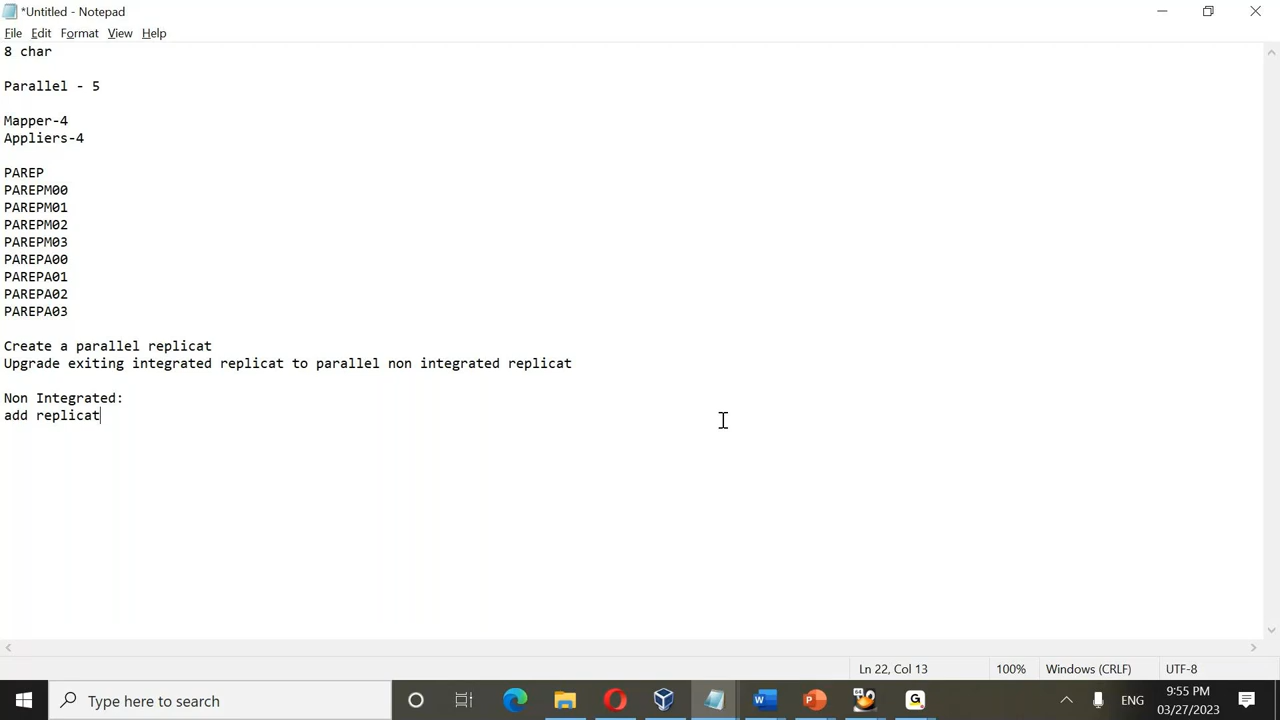 *Untitled - Notepad
File Edit Format View Help
8 char
Parallel - 5
Mapper-4
Appliers-4
PAREP
PAREPM00
PAREPM01
PAREPM02
PAREPM03
PAREPA00
PAREPA01
PAREPA02
PAREPA03
Create a parallel replicat
Upgrade exiting integrated replicat to parallel non integrated replicat
Non Integrated:
add replicat
Ln 22, Col 13 100% Windows (CRLF) UTF-8
Type here to search
ENG
9:55 PM
03/27/2023